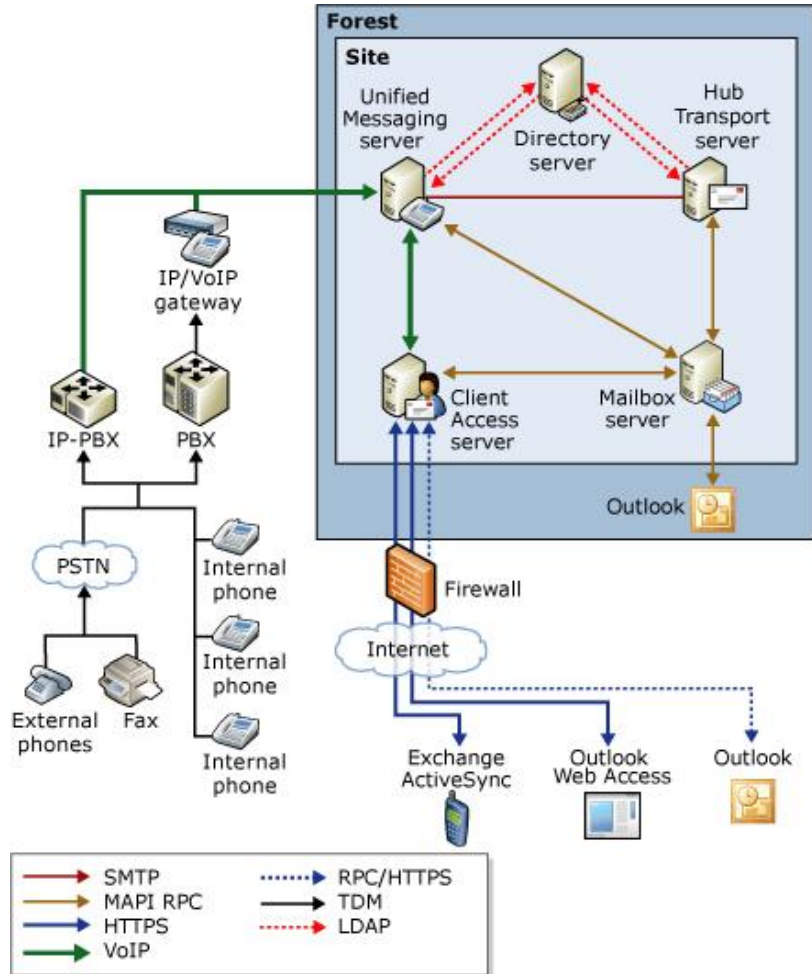 Forest
Site
Unified
Messaging
server
Directory
server
Hub
Transport
server
IP/VoIP
gateway
IP-PBX
PBX
Client
Access
server
Mailbox
server
Outlook
PSTN
Internal
phone
Firewall
Internet
Internal
phone
External
phones
Fax
Internal
phone
Exchange
ActiveSync
Outlook
Web Access
Outlook
SMTP
MAPI RPC
HTTPS
VoIP
RPC/HTTPS
TDM
LDAP